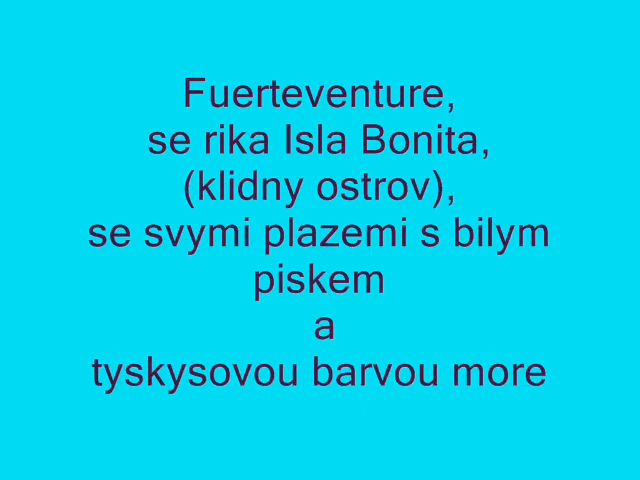 Fuerteventure,
se rika Isla Bonita,
(klidny ostrov),
se svymi plazemi s bilym
piskem
a
tyskysovou barvou more